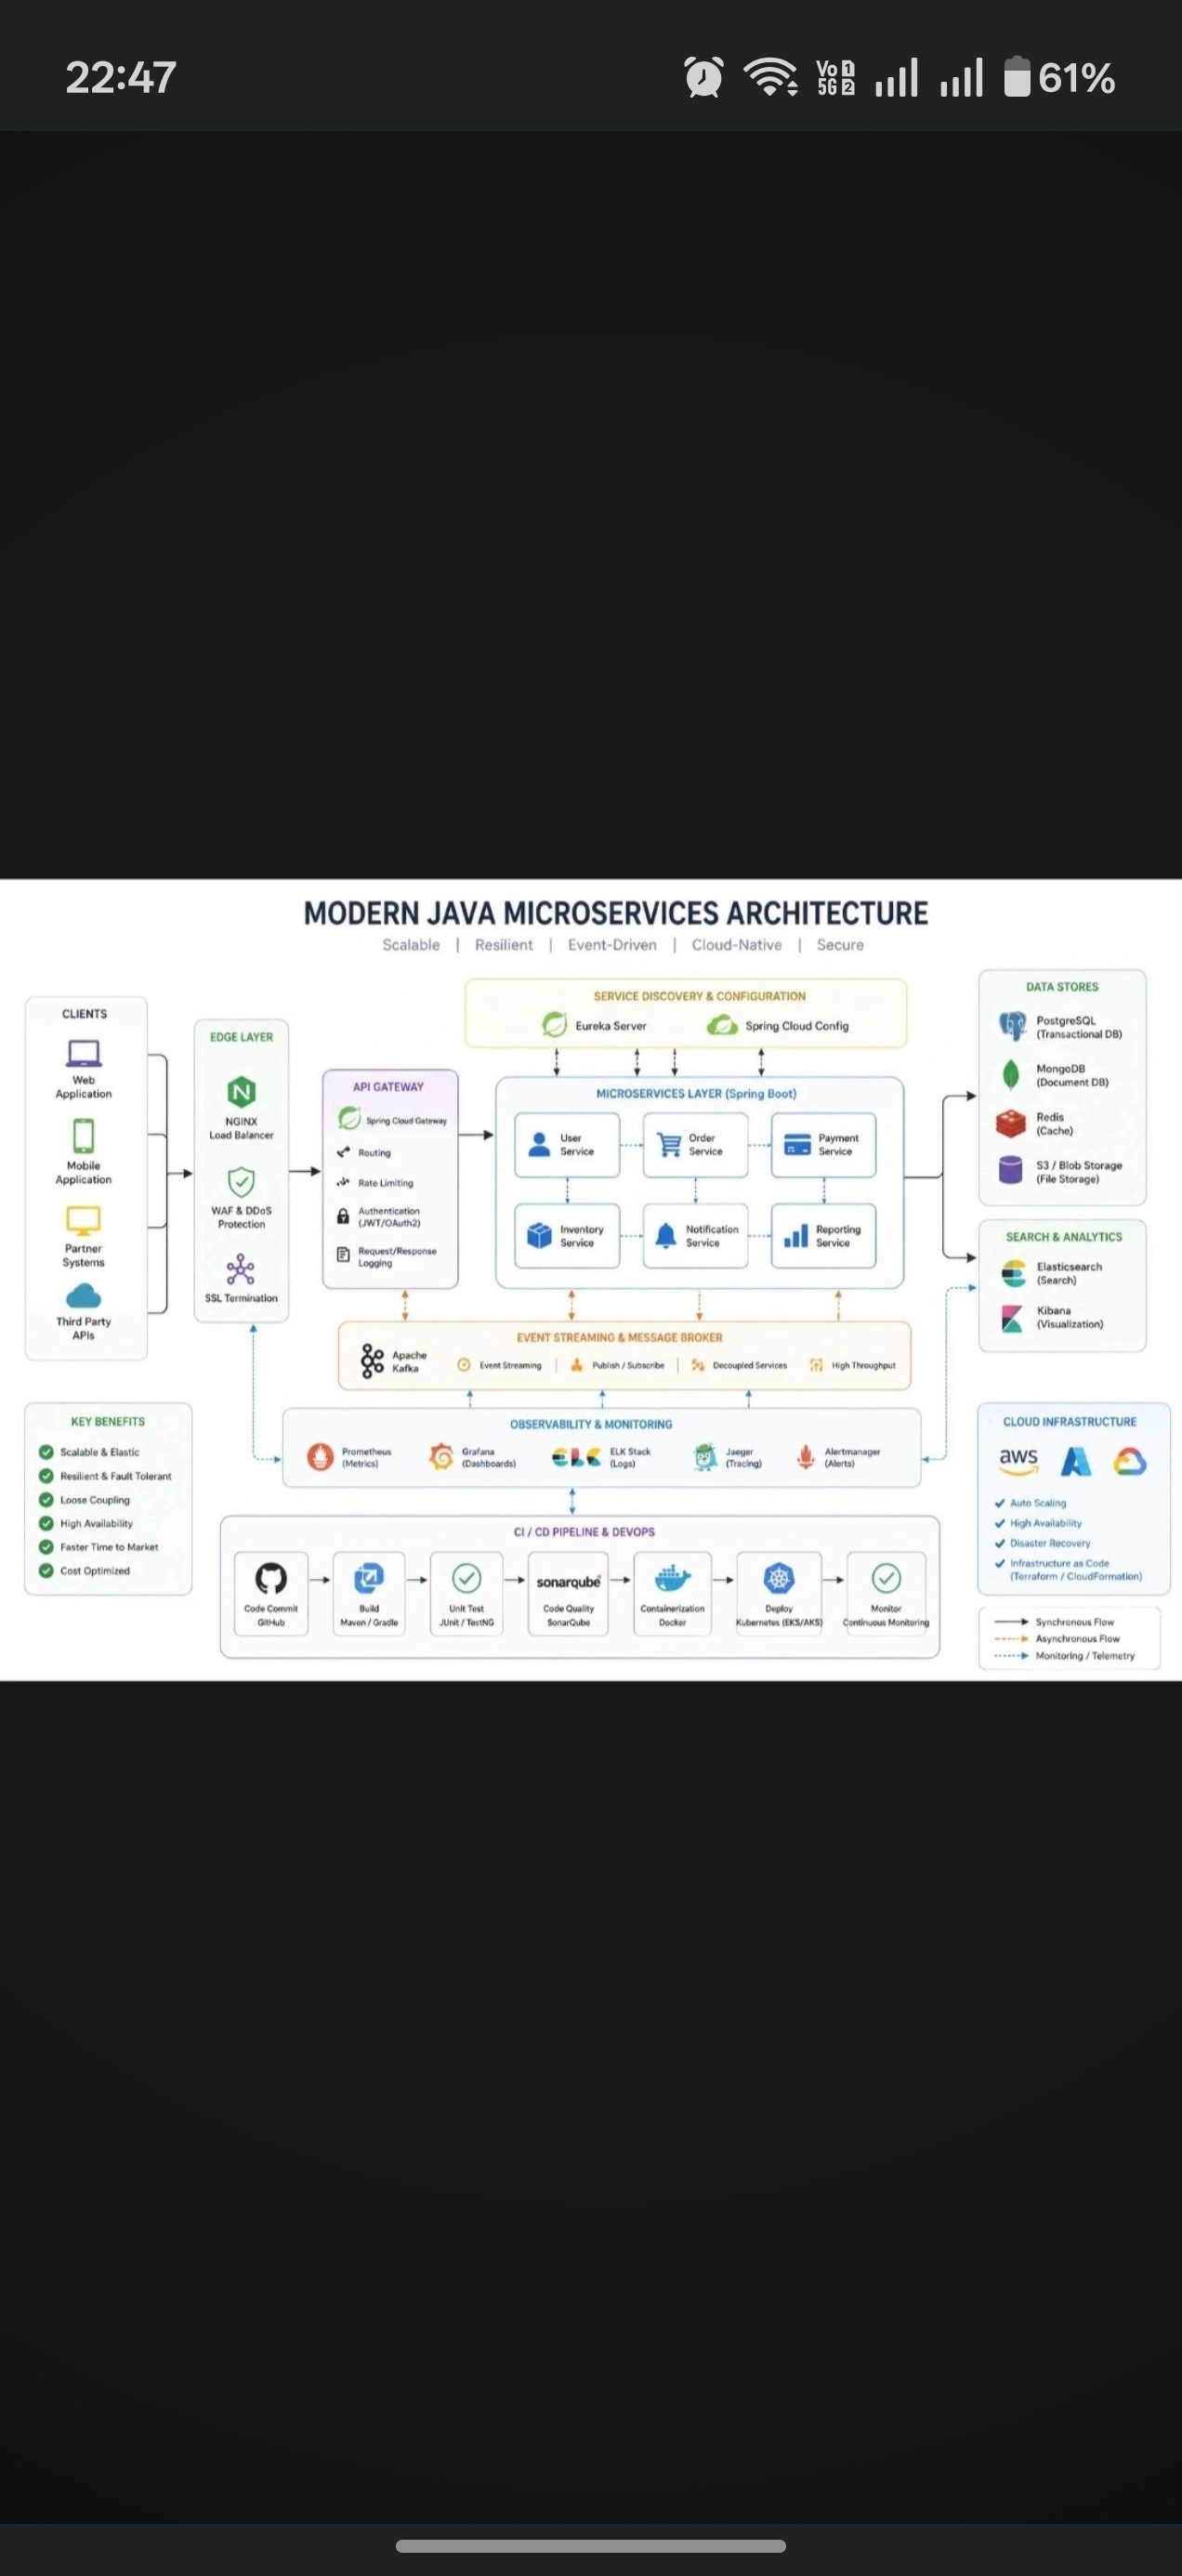 22:47
Vo 1
5G 2
61%
MODERN JAVA MICROSERVICES ARCHITECTURE
Scalable | Resilient | Event-Driven | Cloud-Native | Secure
CLIENTS
Web
Application
Mobile
Application
Partner
Systems
Third Party
APIs
EDGE LAYER
NGINX
Load Balancer
WAF & DDoS
Protection
SSL Termination
API GATEWAY
Spring Cloud Gateway
Routing
Rate Limiting
Authentication
(JWT/OAuth2)
Request/Response
Logging
SERVICE DISCOVERY & CONFIGURATION
Eureka Server
Spring Cloud Config
MICROSERVICES LAYER (Spring Boot)
User
Service
Order
Service
Payment
Service
Inventory
Service
Notification
Service
Reporting
Service
DATA STORES
PostgreSQL
(Transactional DB)
MongoDB
(Document DB)
Redis
(Cache)
S3 / Blob Storage
(File Storage)
SEARCH & ANALYTICS
Elasticsearch
(Search)
Kibana
(Visualization)
EVENT STREAMING & MESSAGE BROKER
Apache
Kafka
Event Streaming | Publish / Subscribe | Decoupled Services | High Throughput
OBSERVABILITY & MONITORING
Prometheus
(Metrics)
Grafana
(Dashboards)
ELK Stack
(Logs)
Jaeger
(Tracing)
Alertmanager
(Alerts)
KEY BENEFITS
Scalable & Elastic
Resilient & Fault Tolerant
Loose Coupling
High Availability
Faster Time to Market
Cost Optimized
CI / CD PIPELINE & DEVOPS
Code Commit
GitHub
Build
Maven / Gradle
Unit Test
JUnit / TestNG
sonarqube
Code Quality
SonarQube
Containerization
Docker
Deploy
Kubernetes (EKS/AKS)
Monitor
Continuous Monitoring
CLOUD INFRASTRUCTURE
aws
Auto Scaling
High Availability
Disaster Recovery
Infrastructure as Code
(Terraform / CloudFormation)
Synchronous Flow
Asynchronous Flow
Monitoring / Telemetry